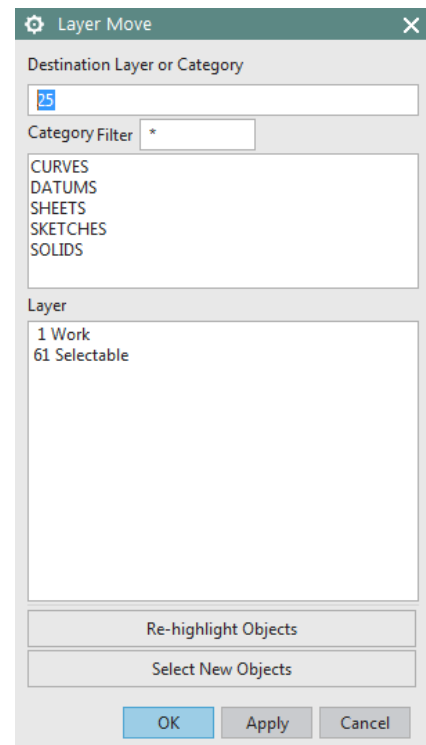 Layer Move
Destination Layer or Category
25
Category Filter *
CURVES
DATUMS
SHEETS
SKETCHES
SOLIDS
Layer
1 Work
61 Selectable
Re-highlight Objects
Select New Objects
OK Apply Cancel